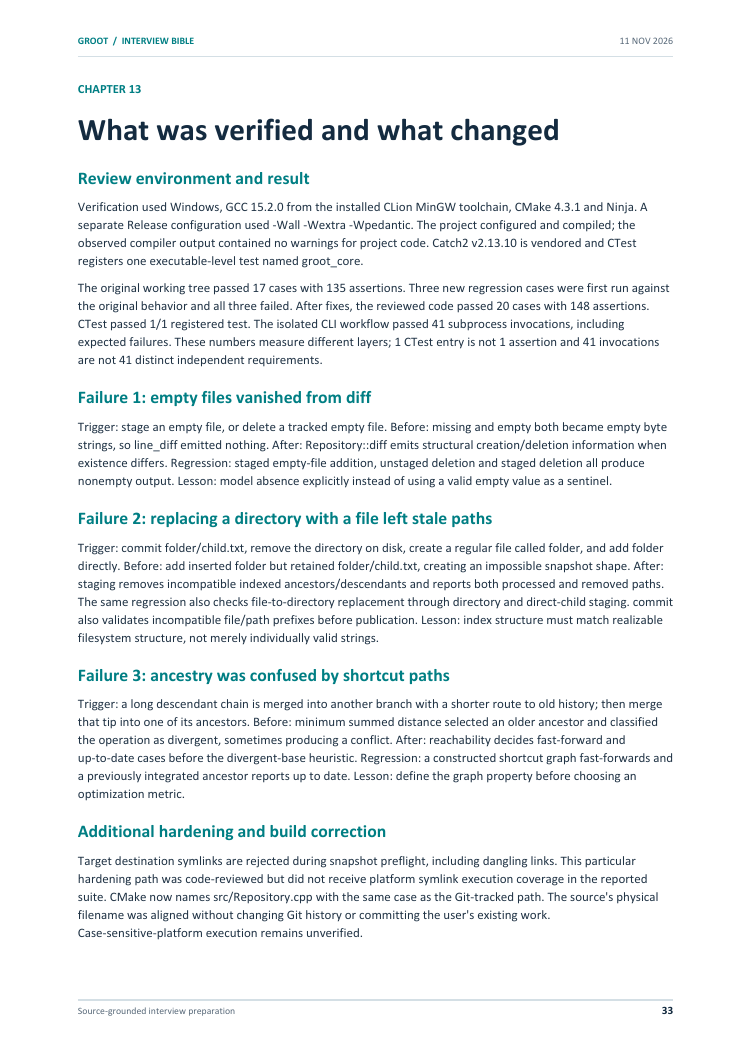 GROOT / INTERVIEW BIBLE
11 NOV 2026
CHAPTER 13
What was verified and what changed
Review environment and result
Verification used Windows, GCC 15.2.0 from the installed CLion MinGW toolchain, CMake 4.3.1 and Ninja. A
separate Release configuration used -Wall -Wextra -Wpedantic. The project configured and compiled; the
observed compiler output contained no warnings for project code. Catch2 v2.13.10 is vendored and CTest
registers one executable-level test named groot_core.
The original working tree passed 17 cases with 135 assertions. Three new regression cases were first run against
the original behavior and all three failed. After fixes, the reviewed code passed 20 cases with 148 assertions.
CTest passed 1/1 registered test. The isolated CLI workflow passed 41 subprocess invocations, including
expected failures. These numbers measure different layers; 1 CTest entry is not 1 assertion and 41 invocations
are not 41 distinct independent requirements.
Failure 1: empty files vanished from diff
Trigger: stage an empty file, or delete a tracked empty file. Before: missing and empty both became empty byte
strings, so line_diff emitted nothing. After: Repository::diff emits structural creation/deletion information when
existence differs. Regression: staged empty-file addition, unstaged deletion and staged deletion all produce
nonempty output. Lesson: model absence explicitly instead of using a valid empty value as a sentinel.
Failure 2: replacing a directory with a file left stale paths
Trigger: commit folder/child.txt, remove the directory on disk, create a regular file called folder, and add folder
directly. Before: add inserted folder but retained folder/child.txt, creating an impossible snapshot shape. After:
staging removes incompatible indexed ancestors/descendants and reports both processed and removed paths.
The same regression also checks file-to-directory replacement through directory and direct-child staging. commit
also validates incompatible file/path prefixes before publication. Lesson: index structure must match realizable
filesystem structure, not merely individually valid strings.
Failure 3: ancestry was confused by shortcut paths
Trigger: a long descendant chain is merged into another branch with a shorter route to old history; then merge
that tip into one of its ancestors. Before: minimum summed distance selected an older ancestor and classified
the operation as divergent, sometimes producing a conflict. After: reachability decides fast-forward and
up-to-date cases before the divergent-base heuristic. Regression: a constructed shortcut graph fast-forwards and
a previously integrated ancestor reports up to date. Lesson: define the graph property before choosing an
optimization metric.
Additional hardening and build correction
Target destination symlinks are rejected during snapshot preflight, including dangling links. This particular
hardening path was code-reviewed but did not receive platform symlink execution coverage in the reported
suite. CMake now names src/Repository.cpp with the same case as the Git-tracked path. The source's physical
filename was aligned without changing Git history or committing the user's existing work.
Case-sensitive-platform execution remains unverified.
Source-grounded interview preparation
33